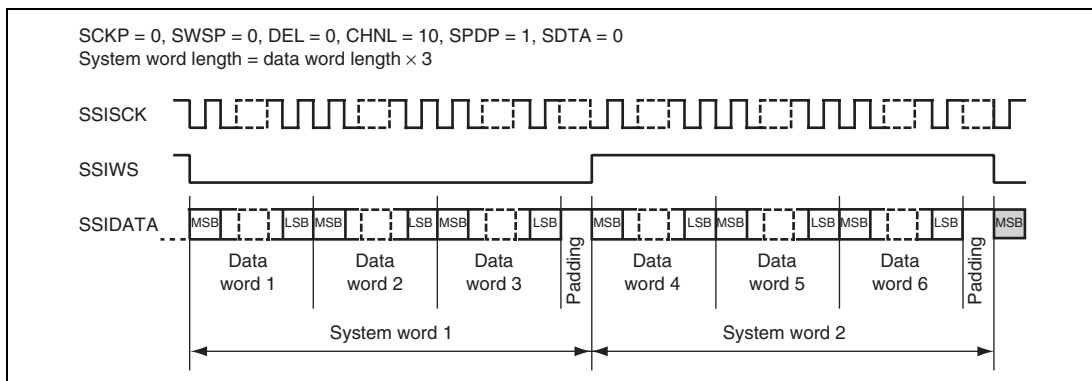 SCKP = 0, SWSP = 0, DEL = 0, CHNL = 10, SPDP = 1, SDTA = 0
System word length = data word length × 3
SSISCK
SSIWS
SSIDATA
MSB LSB MSB LSB MSB LSB MSB LSB MSB LSB MSB LSB MSB
Data word 1
Data word 2
Data word 3
Padding
Data word 4
Data word 5
Data word 6
Padding
System word 1
System word 2